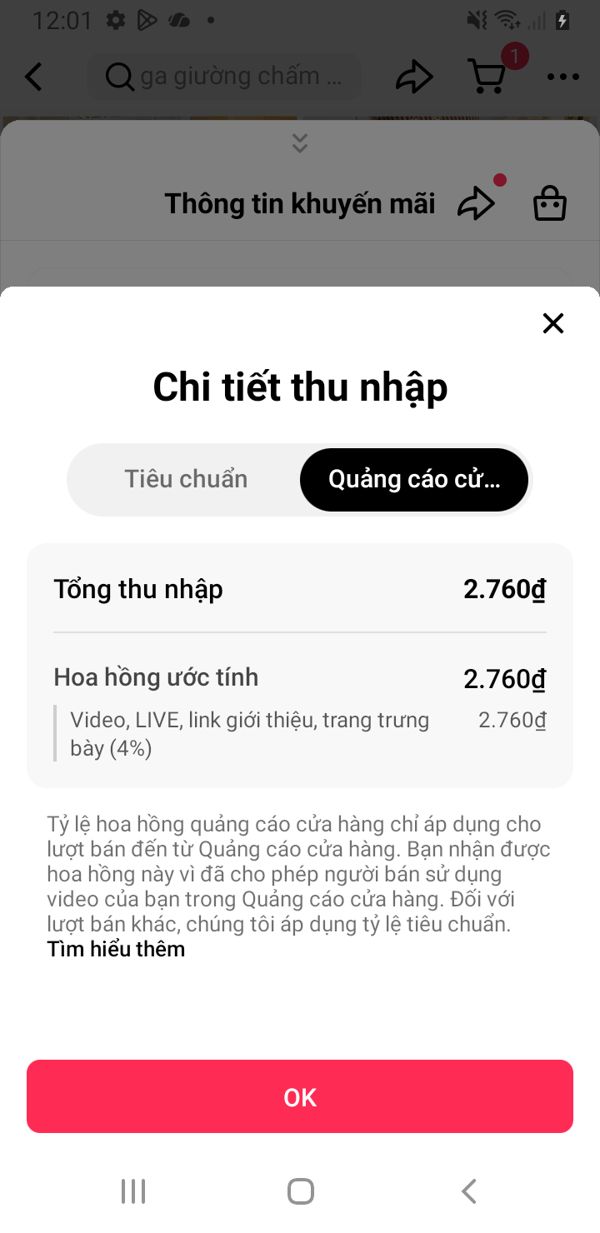 12:01
ga giường chấm ...
1
Thông tin khuyến mãi
Chi tiết thu nhập
Tiêu chuẩn
Quảng cáo cử...
Tổng thu nhập
2.760₫
Hoa hồng ước tính
2.760₫
Video, LIVE, link giới thiệu, trang trưng
2.760₫
bày (4%)
Tỷ lệ hoa hồng quảng cáo cửa hàng chỉ áp dụng cho
lượt bán đến từ Quảng cáo cửa hàng. Bạn nhận được
hoa hồng này vì đã cho phép người bán sử dụng
video của bạn trong Quảng cáo cửa hàng. Đối với
lượt bán khác, chúng tôi áp dụng tỷ lệ tiêu chuẩn.
Tìm hiểu thêm
OK